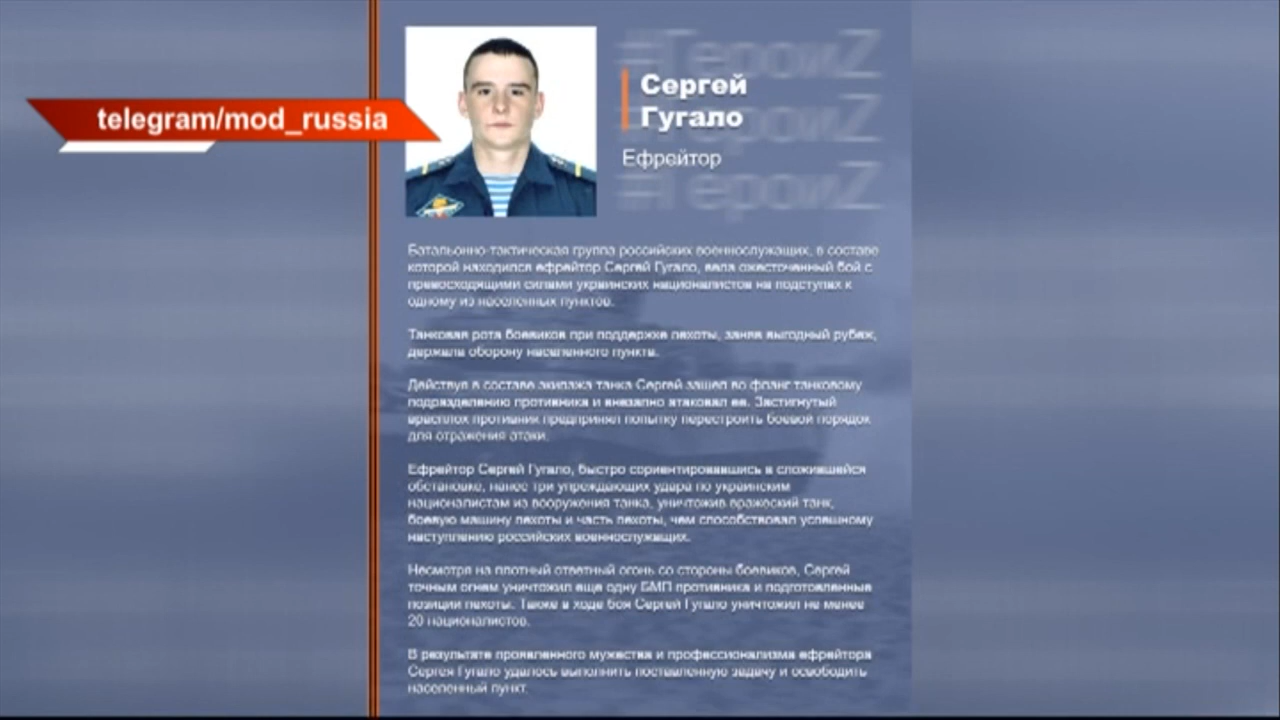 telegram/mod_russia
#ГероиZ
Сергей
Гугало
#ГероиZ
Ефрейтор
#ГероиZ
Батальонно-тактическая группа российских военнослужащих, в составе
которой находился ефрейтор Сергей Гугало, вела ожесточенный бой с
превосходящими силами украинских националистов на подступах к
одному из населенных пунктов.
Танковая рота боевиков при поддержке пехоты, заняв выгодный рубеж,
держала оборону населенного пункта.
Действуя в составе экипажа танка Сергей зашел во фланг танковому
подразделению противника и внезапно атаковал ее. Застигнутый
врасплох противник предпринял попытку перестроить боевой порядок
для отражения атаки.
Ефрейтор Сергей Гугало, быстро сориентировавшись в сложившейся
обстановке, нанес три упреждающих удара по украинским
националистам из вооружения танка, уничтожив вражеский танк,
боевую машину пехоты и часть пехоты, чем способствовал успешному
наступлению российских военнослужащих.
Несмотря на плотный ответный огонь со стороны боевиков, Сергей
точным огнем уничтожил еще одну БМП противника и подготовленные
позиции пехоты. Также в ходе боя Сергей Гугало уничтожил не менее
20 националистов.
В результате проявленного мужества и профессионализма ефрейтора
Сергея Гугало удалось выполнить поставленную задачу и освободить
населенный пункт.